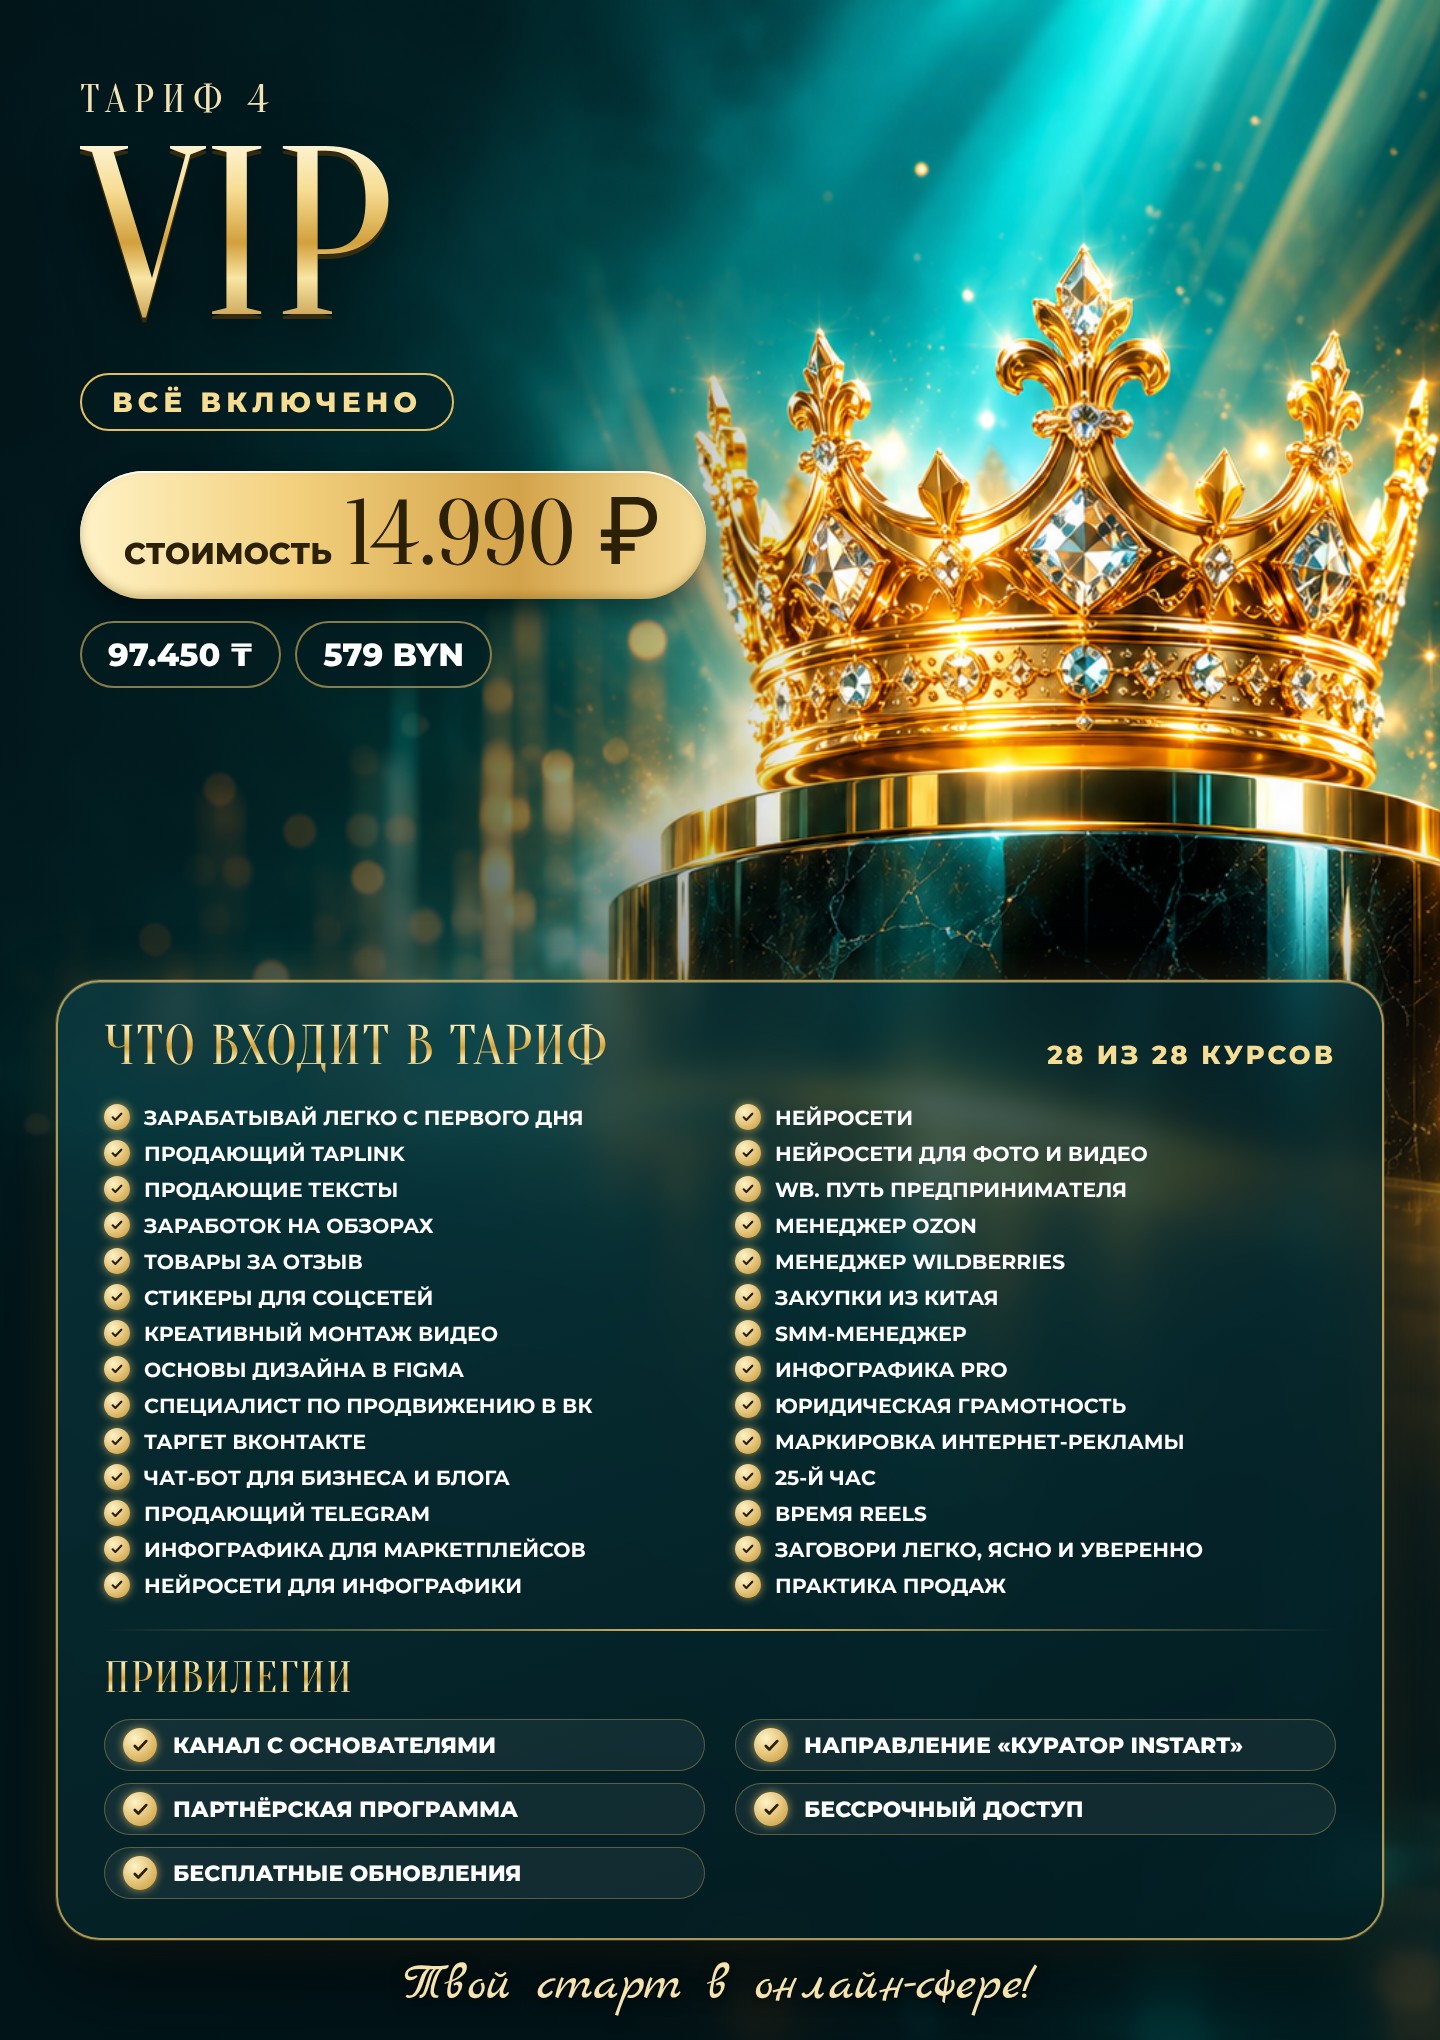 ТАРИФ 4
VIP
ВСЁ ВКЛЮЧЕНО
стоимость 14.990 ₽
97.450 ₸
579 BYN
ЧТО ВХОДИТ В ТАРИФ
28 ИЗ 28 КУРСОВ
ЗАРАБАТЫВАЙ ЛЕГКО С ПЕРВОГО ДНЯ
ПРОДАЮЩИЙ TAPLINK
ПРОДАЮЩИЕ ТЕКСТЫ
ЗАРАБОТОК НА ОБЗОРАХ
ТОВАРЫ ЗА ОТЗЫВ
СТИКЕРЫ ДЛЯ СОЦСЕТЕЙ
КРЕАТИВНЫЙ МОНТАЖ ВИДЕО
ОСНОВЫ ДИЗАЙНА В FIGMA
СПЕЦИАЛИСТ ПО ПРОДВИЖЕНИЮ В ВК
ТАРГЕТ ВКОНТАКТЕ
ЧАТ-БОТ ДЛЯ БИЗНЕСА И БЛОГА
ПРОДАЮЩИЙ TELEGRAM
ИНФОГРАФИКА ДЛЯ МАРКЕТПЛЕЙСОВ
НЕЙРОСЕТИ ДЛЯ ИНФОГРАФИКИ
НЕЙРОСЕТИ
НЕЙРОСЕТИ ДЛЯ ФОТО И ВИДЕО
WB. ПУТЬ ПРЕДПРИНИМАТЕЛЯ
МЕНЕДЖЕР OZON
МЕНЕДЖЕР WILDBERRIES
ЗАКУПКИ ИЗ КИТАЯ
SMM-МЕНЕДЖЕР
ИНФОГРАФИКА PRO
ЮРИДИЧЕСКАЯ ГРАМОТНОСТЬ
МАРКИРОВКА ИНТЕРНЕТ-РЕКЛАМЫ
25-Й ЧАС
ВРЕМЯ REELS
ЗАГОВОРИ ЛЕГКО, ЯСНО И УВЕРЕННО
ПРАКТИКА ПРОДАЖ
ПРИВИЛЕГИИ
КАНАЛ С ОСНОВАТЕЛЯМИ
НАПРАВЛЕНИЕ «КУРАТОР INSTART»
ПАРТНЁРСКАЯ ПРОГРАММА
БЕССРОЧНЫЙ ДОСТУП
БЕСПЛАТНЫЕ ОБНОВЛЕНИЯ
Твой старт в онлайн-сфере!